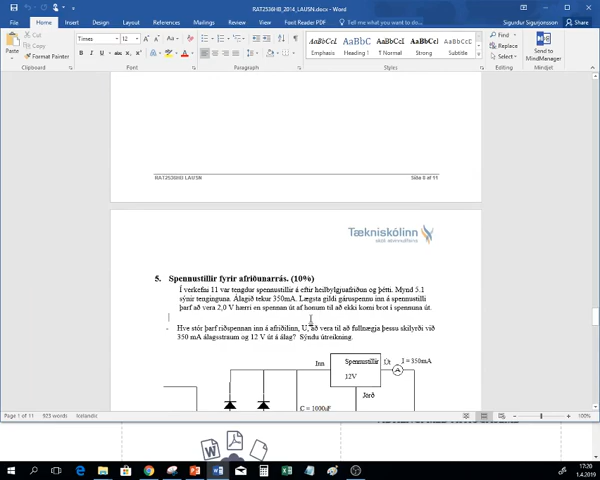 RAT2536HI3_2014_LAUSN.docx - Word
Sigurdur Sigurjonsson
File Home Insert Design Layout References Mailings Review View Font Reader PDF Tell me what you want to do... Share
Paste
Cut
Copy
Format Painter
Clipboard
Times 12
Font
Paragraph
AaBbCcI AaBbC AaBbCcI AaBbCcI AaBbCcD
Emphasis Heading 1 Normal Strong Subtitle
Styles
Find
Replace
Select
Editing
Send to
MindManager
Mindjet
Síða 8 af 11
Tækniskólinn
skóli atvinnulífsins
5. Spennustillir fyrir afriðunarrás. (10%)
Í verkefni 11 var tengdur spennustillir á eftir heilbylgjuafriðun og þétti. Mynd 5.1
sýnir tenginguna. Álagið tekur 350mA. Lægsta gildi gáruspennu inn á spennustilli
þarf að vera 2,0 V hærri en spennan út af honum til að ekki komi brot í spennuna út.
- Hve stór þarf riðspennan inn á afriðilinn, U, að vera til að fullnægja þessu skilyrði við
350 mA álagsstraum og 12 V út á álag? Sýndu útreikning.
Inn
Spennustillir
12V
Út
I = 350mA
A
Jörð
C = 1000uF
Page 1 of 11 923 words Icelandic
100%
17:20
1.4.2019